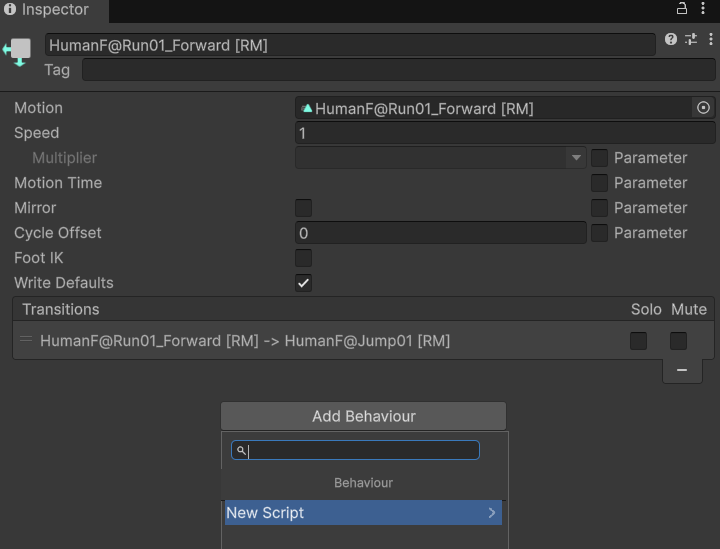 Inspector
HumanF@Run01_Forward [RM]
Tag
Motion HumanF@Run01_Forward [RM]
Speed 1
Multiplier Parameter
Motion Time Parameter
Mirror Parameter
Cycle Offset 0 Parameter
Foot IK
Write Defaults
Transitions Solo Mute
HumanF@Run01_Forward [RM] -> HumanF@Jump01 [RM]
Add Behaviour
Behaviour
New Script